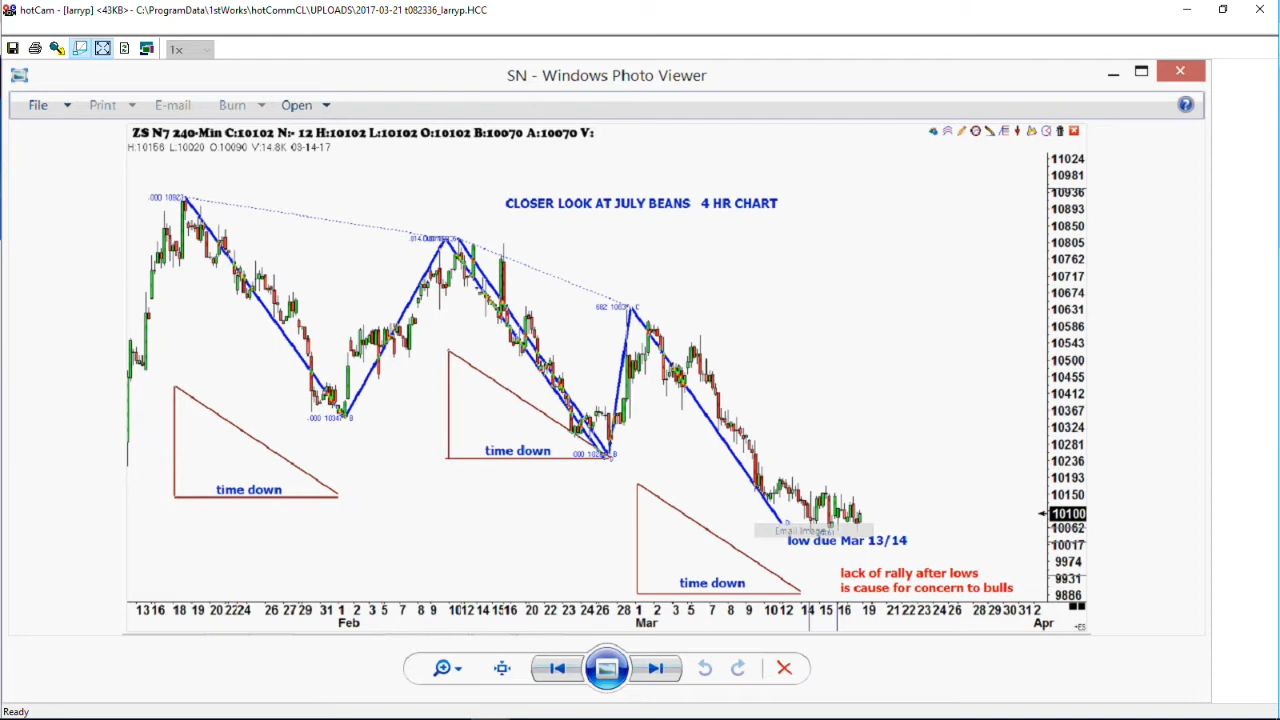 hotCam - [larryp] <43KB> - C:\ProgramData\1stWorks\hotCommCL\UPLOADS\2017-03-21 t082336_larryp.HCC
1x
SN - Windows Photo Viewer
File Print E-mail Burn Open
ZS N7 240-Min C:10102 N:- 12 H:10102 L:10102 O:10102 B:10070 A:10070 V:
H:10156 L:10020 O:10090 V:14.8K 03-14-17
CLOSER LOOK AT JULY BEANS 4 HR CHART
11024
10981
10936
10893
10850
10805
10762
10717
10674
10631
10586
10543
10500
10455
10412
10367
10324
10281
10236
10193
10150
10100
10062
10017
9974
9931
9886
.000 10347 B
time down
time down
time down
Email Image
low due Mar 13/14
lack of rally after lows
is cause for concern to bulls
13 16 18 19 20 22 24 26 27 29 31 1 2 3 5 7 8 9 10 12 14 15 16 18 20 22 23 24 26 28 1 2 3 5 7 8 10 12 14 15 16 18 19 21 22 23 24 26 28 29 30 31 2
Feb
Mar
Apr
+ES
Ready